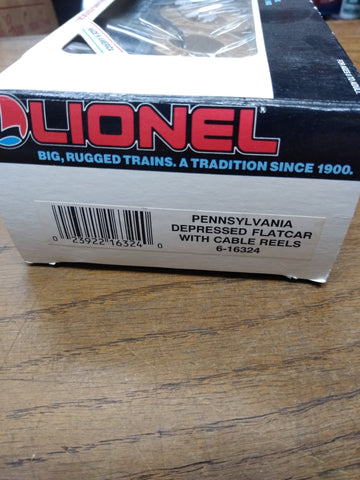 LIONEL®
BIG, RUGGED TRAINS. A TRADITION SINCE 1900.
PENNSYLVANIA
DEPRESSED FLATCAR
WITH CABLE REELS
6-16324
0 23922 16324 0